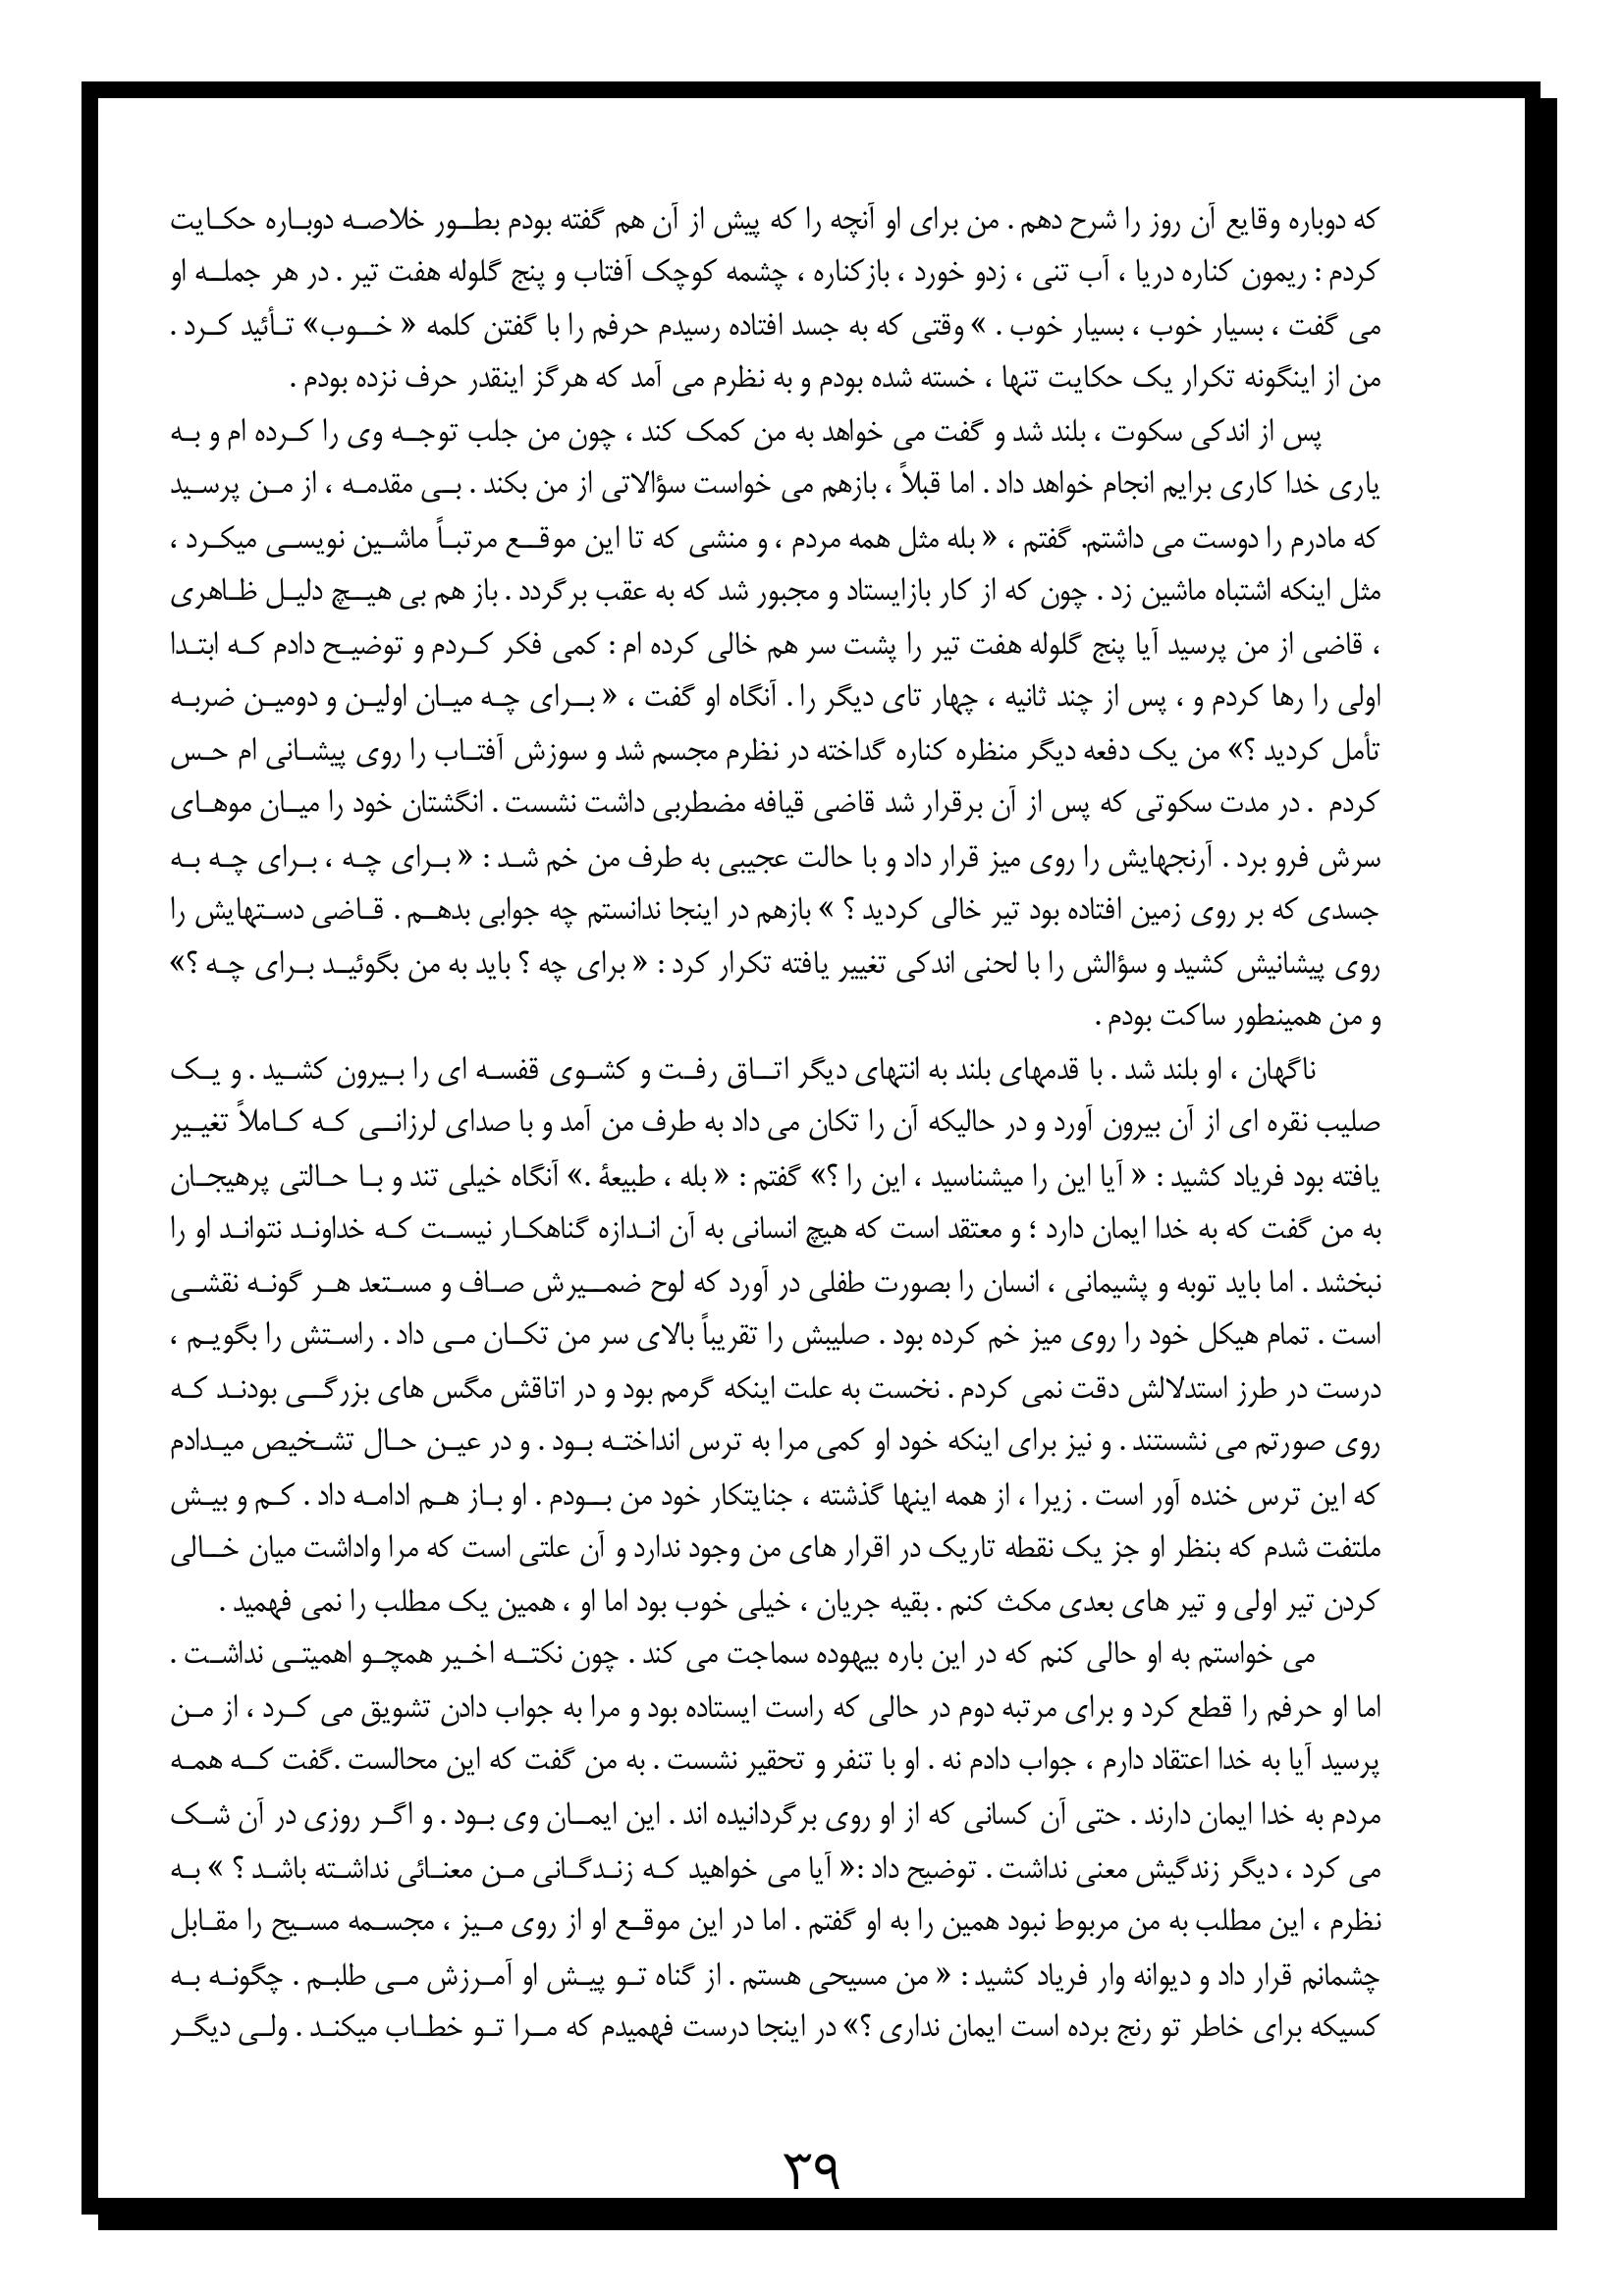 که دوباره وقایع آن روز را شرح دهم . من برای او آنچه را که پیش از آن هم گفته بودم بطور خلاصه دوباره حکایت
کردم : ریمون کناره دریا ، آب تنی ، زدو خورد ، بازکناره ، چشمه کوچک آفتاب و پنج گلوله هفت تیر . در هر جمله او
می گفت ، بسیار خوب ، بسیار خوب . » وقتی که به جسد افتاده رسیدم حرفم را با گفتن کلمه « خوب» تأئید کرد .
من از اینگونه تکرار یک حکایت تنها ، خسته شده بودم و به نظرم می آمد که هرگز اینقدر حرف نزده بودم .
پس از اندکی سکوت ، بلند شد و گفت می خواهد به من کمک کند ، چون من جلب توجه وی را کرده ام و به
یاری خدا کاری برایم انجام خواهد داد . اما قبلاً ، بازهم می خواست سؤالاتی از من بکند . بی مقدمه ، از من پرسید
که مادرم را دوست می داشتم. گفتم ، « بله مثل همه مردم ، و منشی که تا این موقع مرتباً ماشین نویسی میکرد ،
مثل اینکه اشتباه ماشین زد . چون که از کار بازایستاد و مجبور شد که به عقب برگردد . باز هم بی هیچ دلیل ظاهری
، قاضی از من پرسید آیا پنج گلوله هفت تیر را پشت سر هم خالی کرده ام : کمی فکر کردم و توضیح دادم که ابتدا
اولی را رها کردم و ، پس از چند ثانیه ، چهار تای دیگر را . آنگاه او گفت ، « برای چه میان اولین و دومین ضربه
تأمل کردید ؟» من یک دفعه دیگر منظره کناره گداخته در نظرم مجسم شد و سوزش آفتاب را روی پیشانی ام حس
کردم . در مدت سکوتی که پس از آن برقرار شد قاضی قیافه مضطربی داشت نشست . انگشتان خود را میان موهای
سرش فرو برد . آرنجهایش را روی میز قرار داد و با حالت عجیبی به طرف من خم شد : « برای چه ، برای چه به
جسدی که بر روی زمین افتاده بود تیر خالی کردید ؟ » بازهم در اینجا ندانستم چه جوابی بدهم . قاضی دستهایش را
روی پیشانیش کشید و سؤالش را با لحنی اندکی تغییر یافته تکرار کرد : « برای چه ؟ باید به من بگوئید برای چه ؟»
و من همینطور ساکت بودم .
ناگهان ، او بلند شد . با قدمهای بلند به انتهای دیگر اتاق رفت و کشوی قفسه ای را بیرون کشید . و یک
صلیب نقره ای از آن بیرون آورد و در حالیکه آن را تکان می داد به طرف من آمد و با صدای لرزانی که کاملاً تغییر
یافته بود فریاد کشید : « آیا این را میشناسید ، این را ؟» گفتم : « بله ، طبیعهٔ .» آنگاه خیلی تند و با حالتی پرهیجان
به من گفت که به خدا ایمان دارد ؛ و معتقد است که هیچ انسانی به آن اندازه گناهکار نیست که خداوند نتواند او را
نبخشد . اما باید توبه و پشیمانی ، انسان را بصورت طفلی در آورد که لوح ضمیرش صاف و مستعد هر گونه نقشی
است . تمام هیکل خود را روی میز خم کرده بود . صلیبش را تقریباً بالای سر من تکان می داد . راستش را بگویم ،
درست در طرز استدلالش دقت نمی کردم . نخست به علت اینکه گرمم بود و در اتاقش مگس های بزرگی بودند که
روی صورتم می نشستند . و نیز برای اینکه خود او کمی مرا به ترس انداخته بود . و در عین حال تشخیص میدادم
که این ترس خنده آور است . زیرا ، از همه اینها گذشته ، جنایتکار خود من بودم . او باز هم ادامه داد . کم و بیش
ملتفت شدم که بنظر او جز یک نقطه تاریک در اقرار های من وجود ندارد و آن علتی است که مرا واداشت میان خالی
کردن تیر اولی و تیر های بعدی مکث کنم . بقیه جریان ، خیلی خوب بود اما او ، همین یک مطلب را نمی فهمید .
می خواستم به او حالی کنم که در این باره بیهوده سماجت می کند . چون نکته اخیر همچو اهمیتی نداشت .
اما او حرفم را قطع کرد و برای مرتبه دوم در حالی که راست ایستاده بود و مرا به جواب دادن تشویق می کرد ، از من
پرسید آیا به خدا اعتقاد دارم ، جواب دادم نه . او با تنفر و تحقیر نشست . به من گفت که این محالست .گفت که همه
مردم به خدا ایمان دارند . حتی آن کسانی که از او روی برگردانیده اند . این ایمان وی بود . و اگر روزی در آن شک
می کرد ، دیگر زندگیش معنی نداشت . توضیح داد :« آیا می خواهید که زندگانی من معنائی نداشته باشد ؟ » به
نظرم ، این مطلب به من مربوط نبود همین را به او گفتم . اما در این موقع او از روی میز ، مجسمه مسیح را مقابل
چشمانم قرار داد و دیوانه وار فریاد کشید : « من مسیحی هستم . از گناه تو پیش او آمرزش می طلبم . چگونه به
کسیکه برای خاطر تو رنج برده است ایمان نداری ؟» در اینجا درست فهمیدم که مرا تو خطاب میکند . ولی دیگر
۳۹